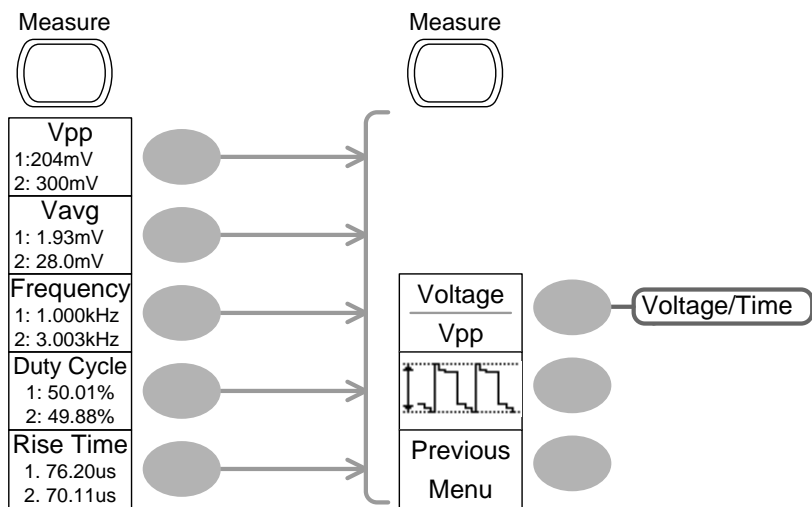 Measure
Vpp
1:204mV
2: 300mV
Vavg
1: 1.93mV
2: 28.0mV
Frequency
1: 1.000kHz
2: 3.003kHz
Duty Cycle
1: 50.01%
2: 49.88%
Rise Time
1. 76.20us
2. 70.11us
Measure
Voltage
Vpp
Previous
Menu
Voltage/Time